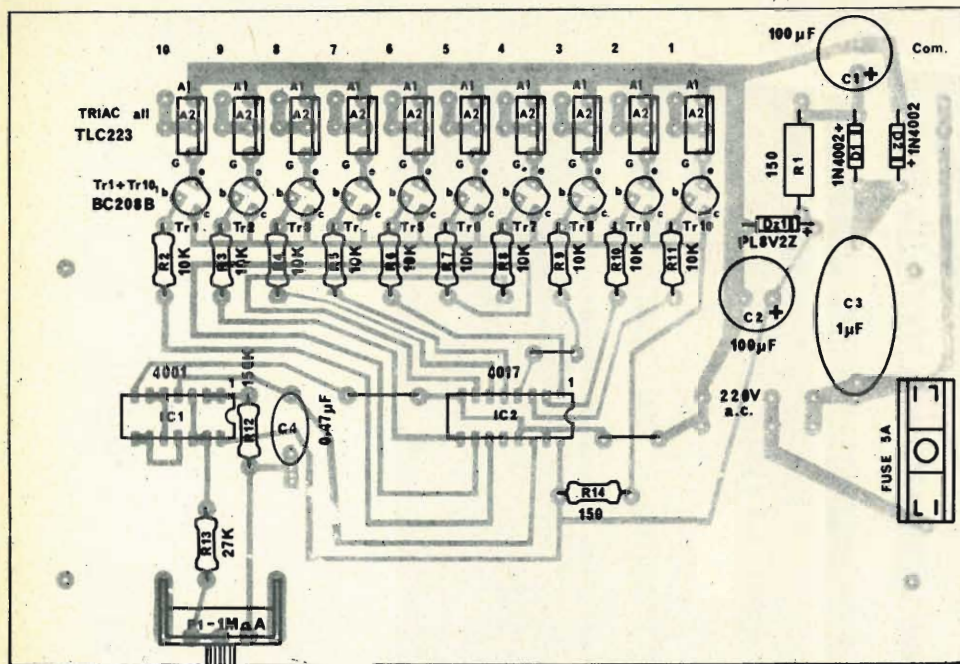 10 9 8 7 6 5 4 3 2 1
100 µF
C1 +
Com.
A1 A1 A1 A1 A1 A1 A1 A1 A1 A1
TRIAC all
TLC223
A2 A2 A2 A2 A2 A2 A2 A2 A2 A2
G G G G G G G G G G
e e e e e e e e e e
Tr1÷Tr10
BC208B
b b b b b b b b b b
c c c c c c c c c c
Tr1 Tr2 Tr3 Tr4 Tr5 Tr6 Tr7 Tr8 Tr9 Tr10
150
R1
1N4002+
D1
D2
+1N4002
Dz1
+
PL8V2Z
R2 R3 R4 R5 R6 R7 R8 R9 R10 R11
10K 10K 10K 10K 10K 10K 10K 10K 10K 10K
C2 +
100µF
C3
1µF
4001
1
IC1
150K
R12
C4
0,47µF
4017
1
IC2
220V
a.c.
FUSE 5A
R14
150
R13
27K
P1-1MΩA